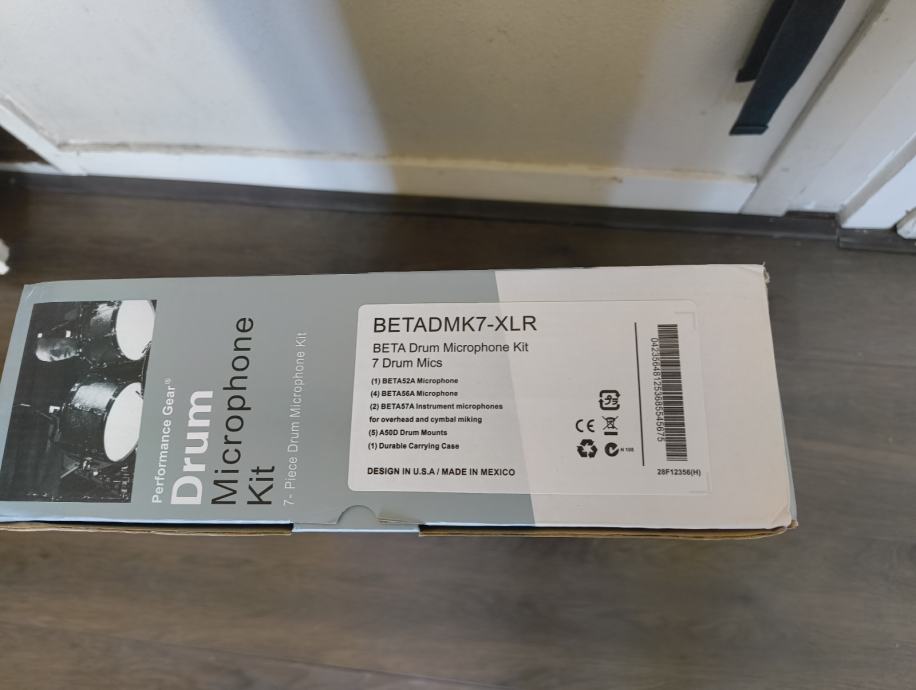 Performance Gear®
Drum
Microphone
Kit
7- Piece Drum Microphone Kit
BETADMK7-XLR
BETA Drum Microphone Kit
7 Drum Mics
(1) BETA52A Microphone
(4) BETA56A Microphone
(2) BETA57A Instrument microphones
for overhead and cymbal miking
(5) A50D Drum Mounts
(1) Durable Carrying Case
DESIGN IN U.S.A / MADE IN MEXICO
CE
N 108
28F12356(H)